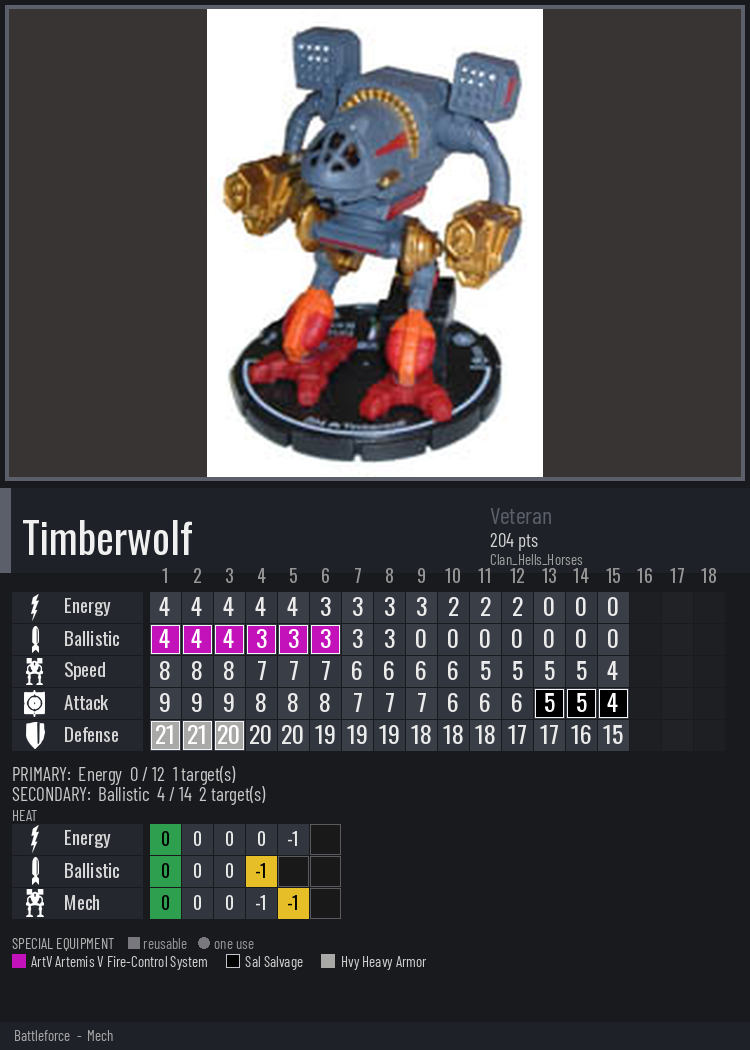 Timberwolf
Veteran
204 pts
Clan_Hells_Horses
1 2 3 4 5 6 7 8 9 10 11 12 13 14 15 16 17 18
Energy 4 4 4 4 4 3 3 3 3 2 2 2 0 0 0
Ballistic 4 4 4 3 3 3 3 3 0 0 0 0 0 0 0
Speed 8 8 8 7 7 7 6 6 6 6 5 5 5 5 4
Attack 9 9 9 8 8 8 7 7 7 6 6 6 5 5 4
Defense 21 21 20 20 20 19 19 19 18 18 18 17 17 16 15
PRIMARY: Energy 0 / 12 1 target(s)
SECONDARY: Ballistic 4 / 14 2 target(s)
HEAT
Energy 0 0 0 0 -1
Ballistic 0 0 0 -1
Mech 0 0 0 -1 -1
SPECIAL EQUIPMENT reusable one use
ArtV Artemis V Fire-Control System Sal Salvage Hvy Heavy Armor
Battleforce - Mech